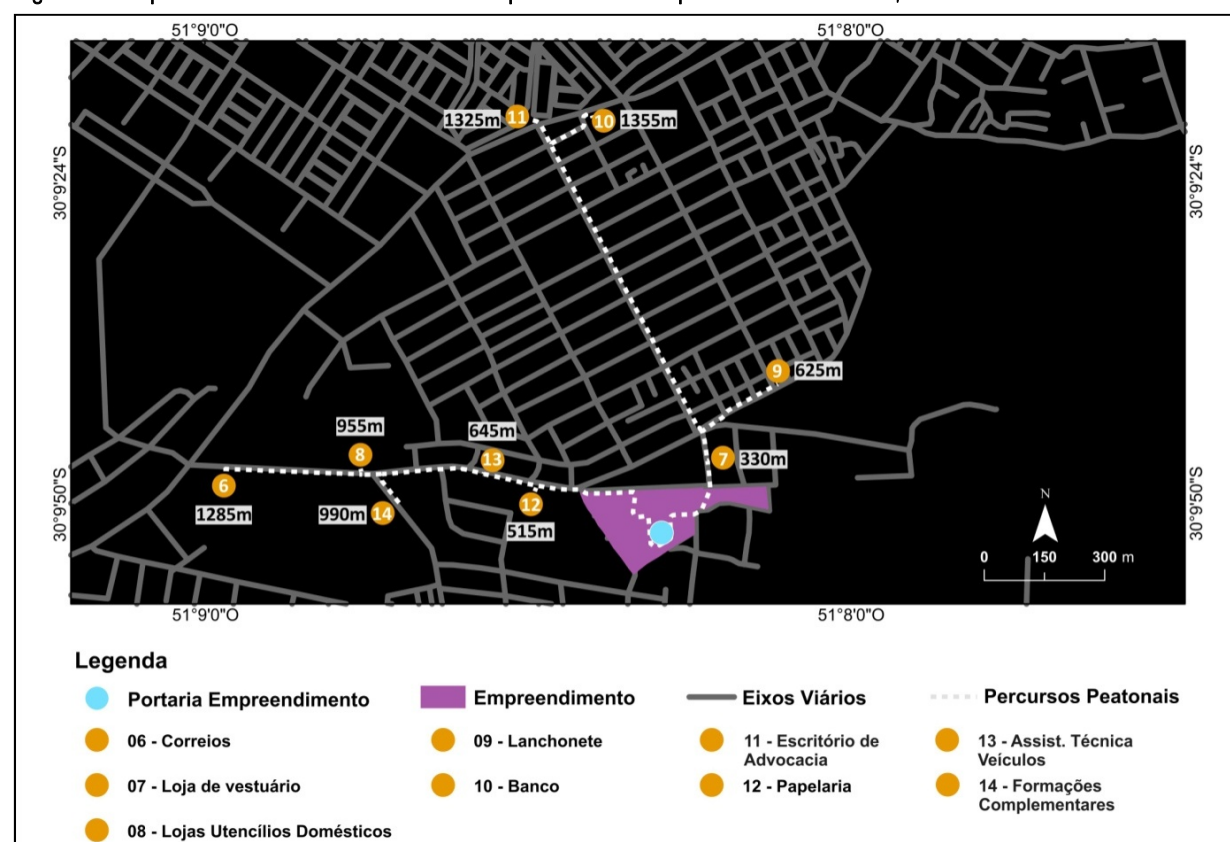 51°9'0"O 51°8'0"O
1325m 11 10 1355m
30°9'24"S 30°9'24"S
9 625m
955m 645m
8 13 7 330m
6 12
1285m 990m 14 515m
30°9'50"S 30°9'50"S
N
0 150 300 m
51°9'0"O 51°8'0"O
Legenda
Portaria Empreendimento Empreendimento Eixos Viários Percursos Peatonais
06 - Correios 09 - Lanchonete 11 - Escritório de 13 - Assist. Técnica
Advocacia Veículos
07 - Loja de vestuário 10 - Banco 12 - Papelaria 14 - Formações
Complementares
08 - Lojas Utencílios Domésticos